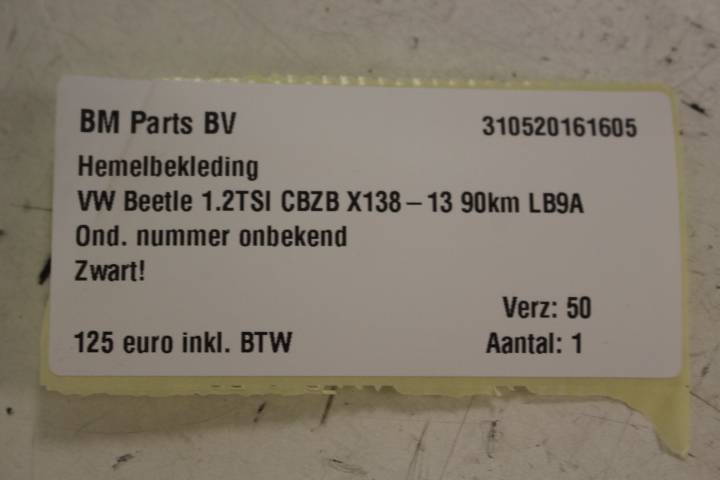 BM Parts BV 310520161605
Hemelbekleding
VW Beetle 1.2TSI CBZB X138 – 13 90km LB9A
Ond. nummer onbekend
Zwart!
Verz: 50
125 euro inkl. BTW Aantal: 1